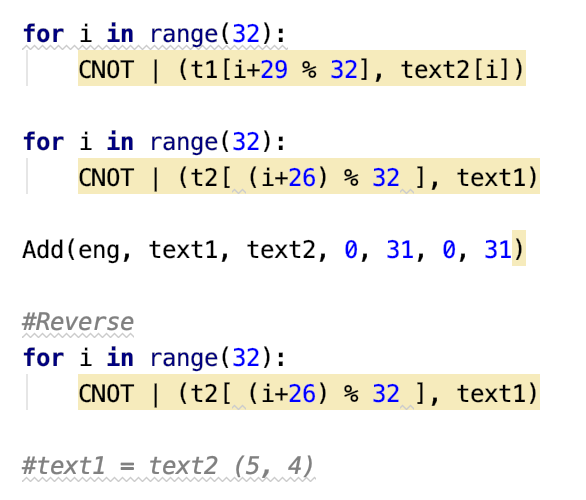 for i in range(32):
CNOT | (t1[i+29 % 32], text2[i])
for i in range(32):
CNOT | (t2[ (i+26) % 32 ], text1)
Add(eng, text1, text2, 0, 31, 0, 31)
#Reverse
for i in range(32):
CNOT | (t2[ (i+26) % 32 ], text1)
#text1 = text2 (5, 4)